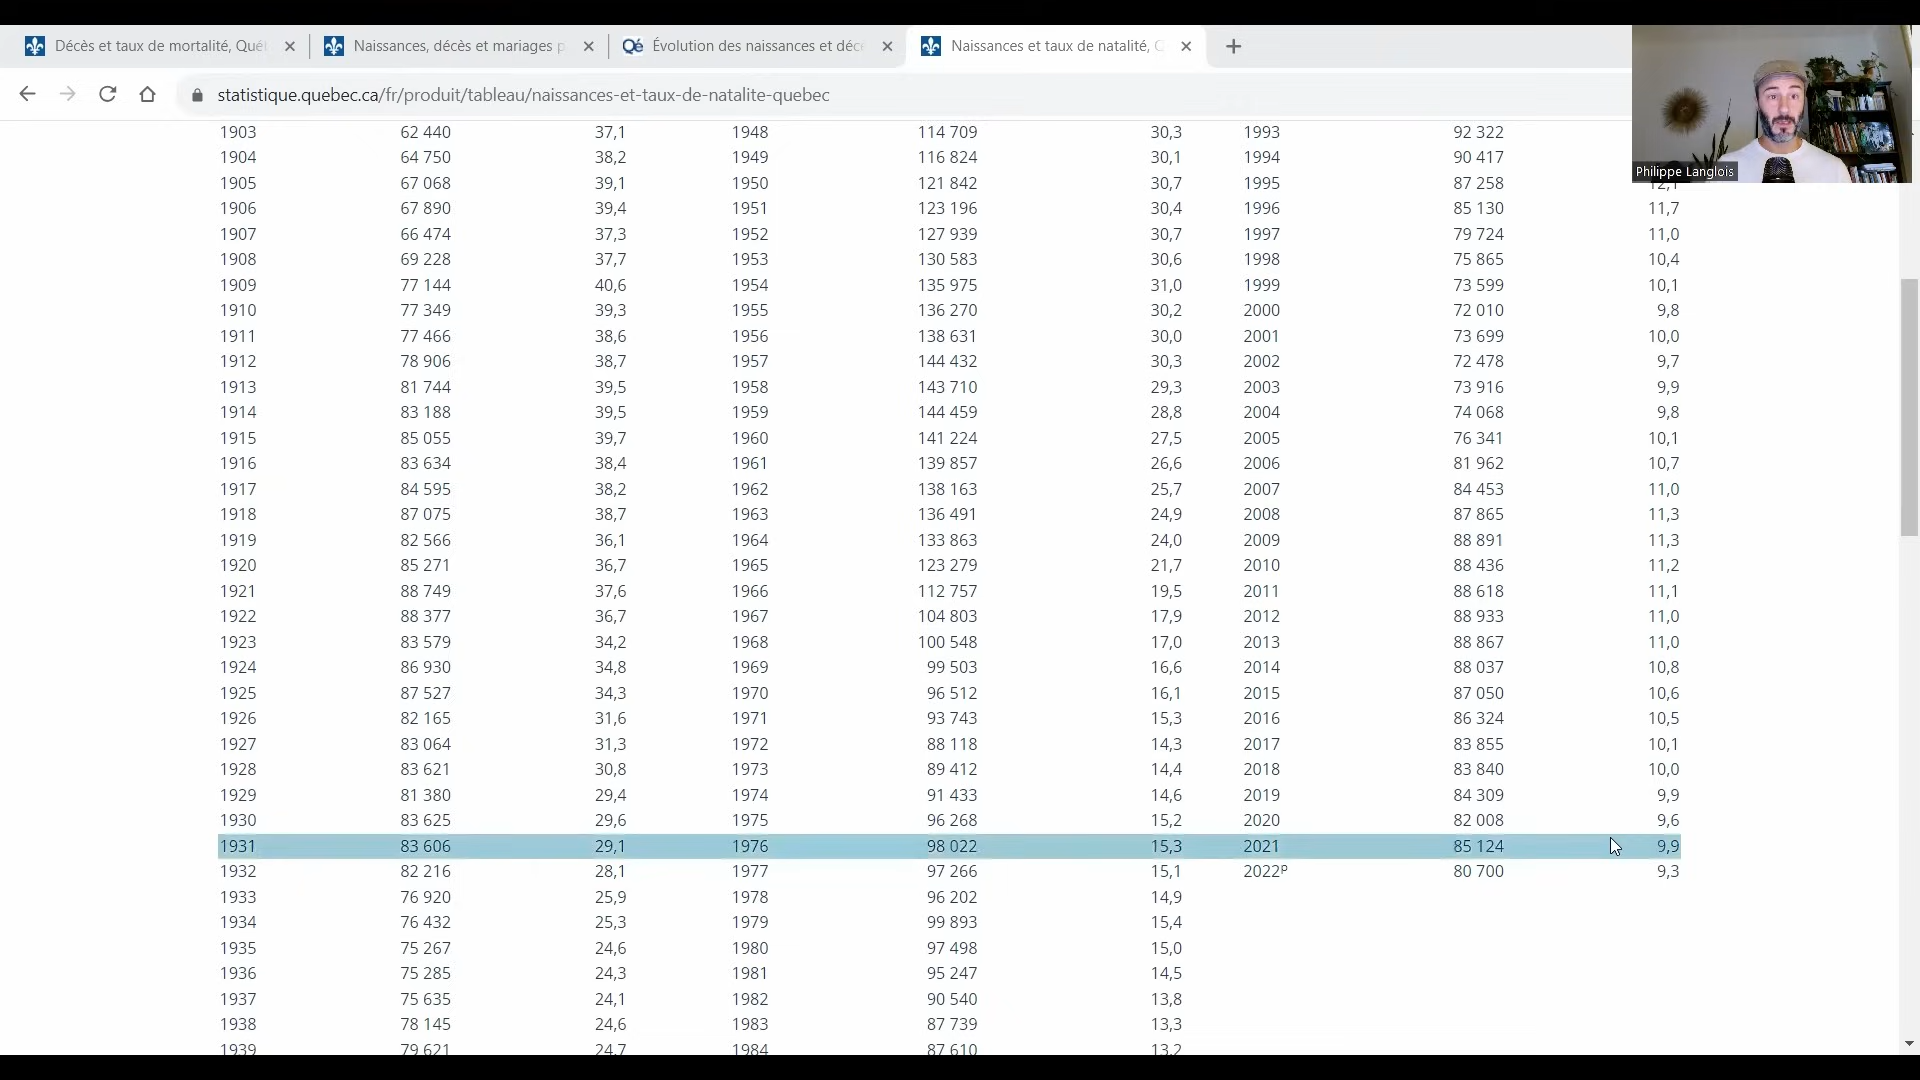 Décès et taux de mortalité, Qué
Naissances, décès et mariages p
Évolution des naissances et déc
Naissances et taux de natalité, Q
statistique.quebec.ca/fr/produit/tableau/naissances-et-taux-de-natalite-quebec
Philippe Langlois
1903 62 440 37,1 1948 114 709 30,3 1993 92 322
1904 64 750 38,2 1949 116 824 30,1 1994 90 417
1905 67 068 39,1 1950 121 842 30,7 1995 87 258 12,1
1906 67 890 39,4 1951 123 196 30,4 1996 85 130 11,7
1907 66 474 37,3 1952 127 939 30,7 1997 79 724 11,0
1908 69 228 37,7 1953 130 583 30,6 1998 75 865 10,4
1909 77 144 40,6 1954 135 975 31,0 1999 73 599 10,1
1910 77 349 39,3 1955 136 270 30,2 2000 72 010 9,8
1911 77 466 38,6 1956 138 631 30,0 2001 73 699 10,0
1912 78 906 38,7 1957 144 432 30,3 2002 72 478 9,7
1913 81 744 39,5 1958 143 710 29,3 2003 73 916 9,9
1914 83 188 39,5 1959 144 459 28,8 2004 74 068 9,8
1915 85 055 39,7 1960 141 224 27,5 2005 76 341 10,1
1916 83 634 38,4 1961 139 857 26,6 2006 81 962 10,7
1917 84 595 38,2 1962 138 163 25,7 2007 84 453 11,0
1918 87 075 38,7 1963 136 491 24,9 2008 87 865 11,3
1919 82 566 36,1 1964 133 863 24,0 2009 88 891 11,3
1920 85 271 36,7 1965 123 279 21,7 2010 88 436 11,2
1921 88 749 37,6 1966 112 757 19,5 2011 88 618 11,1
1922 88 377 36,7 1967 104 803 17,9 2012 88 933 11,0
1923 83 579 34,2 1968 100 548 17,0 2013 88 867 11,0
1924 86 930 34,8 1969 99 503 16,6 2014 88 037 10,8
1925 87 527 34,3 1970 96 512 16,1 2015 87 050 10,6
1926 82 165 31,6 1971 93 743 15,3 2016 86 324 10,5
1927 83 064 31,3 1972 88 118 14,3 2017 83 855 10,1
1928 83 621 30,8 1973 89 412 14,4 2018 83 840 10,0
1929 81 380 29,4 1974 91 433 14,6 2019 84 309 9,9
1930 83 625 29,6 1975 96 268 15,2 2020 82 008 9,6
1931 83 606 29,1 1976 98 022 15,3 2021 85 124 9,9
1932 82 216 28,1 1977 97 266 15,1 2022ᵖ 80 700 9,3
1933 76 920 25,9 1978 96 202 14,9
1934 76 432 25,3 1979 99 893 15,4
1935 75 267 24,6 1980 97 498 15,0
1936 75 285 24,3 1981 95 247 14,5
1937 75 635 24,1 1982 90 540 13,8
1938 78 145 24,6 1983 87 739 13,3
1939 79 621 24,7 1984 87 610 13,2